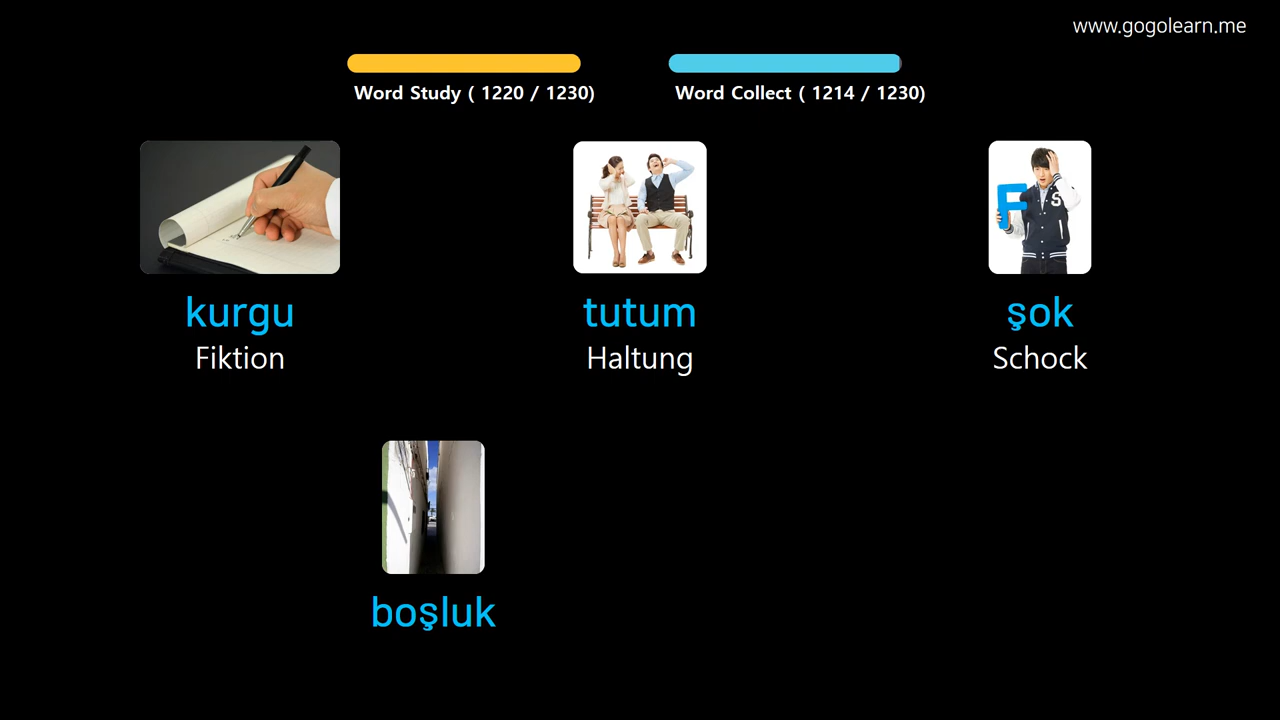 www.gogolearn.me
Word Study ( 1220 / 1230)
Word Collect ( 1214 / 1230)
F
S
kurgu
Fiktion
tutum
Haltung
şok
Schock
boşluk